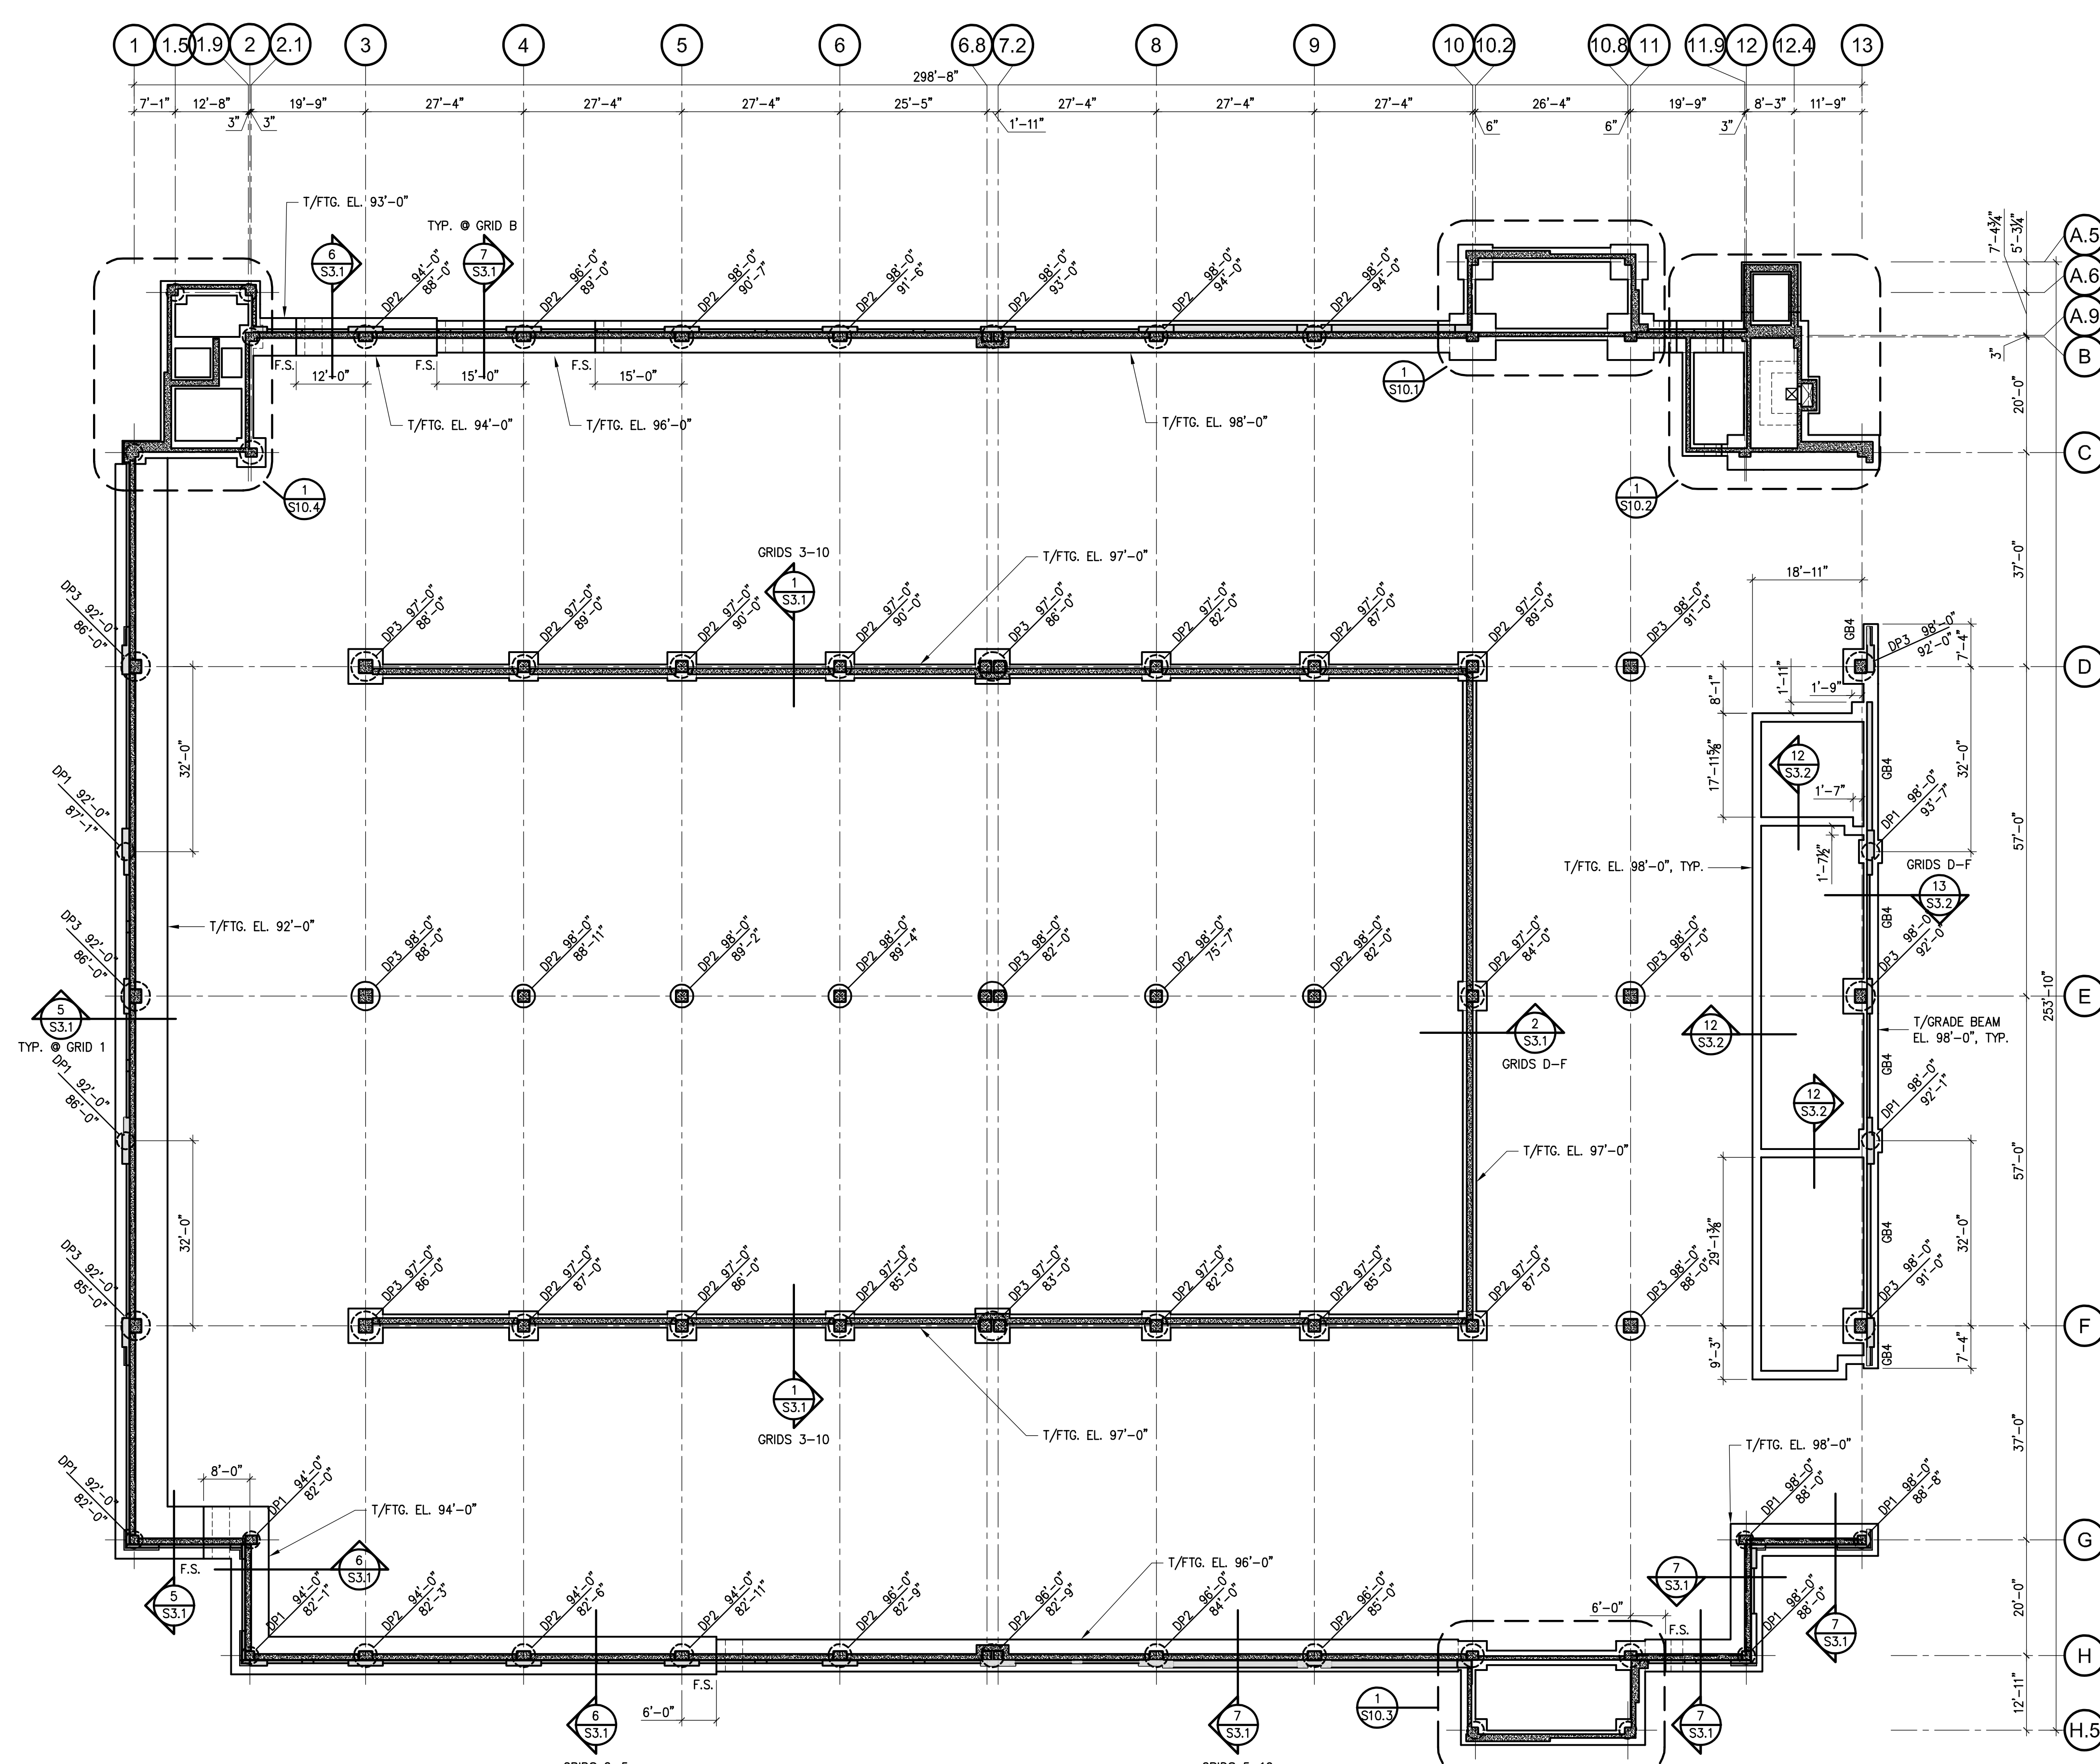 1 1.5 1.9 2 2.1 3 4 5 6 6.8 7.2 8 9 10 10.2 10.8 11 11.9 12 12.4 13
298'-8"
7'-1" 12'-8" 19'-9" 27'-4" 27'-4" 27'-4" 25'-5" 27'-4" 27'-4" 27'-4" 26'-4" 19'-9" 8'-3" 11'-9"
3" 3" 1'-11" 6" 6" 3"
T/FTG. EL. 93'-0"
TYP. @ GRID B
6
S3.1
7
S3.1
DP2 94'-0"
88'-0"
DP2 96'-0"
89'-0"
DP2 98'-0"
90'-7"
DP2 98'-0"
91'-6"
DP2 98'-0"
93'-0"
DP2 98'-0"
94'-0"
DP2 98'-0"
94'-0"
7'-4¾"
5'-3¼"
A.5
A.6
A.9
B
3"
20'-0"
C
F.S. F.S. F.S.
12'-0" 15'-0" 15'-0"
T/FTG. EL. 94'-0"
T/FTG. EL. 96'-0"
T/FTG. EL. 98'-0"
1
S10.1
1
S10.4
1
S10.2
37'-0"
GRIDS 3-10
1
S3.1
T/FTG. EL. 97'-0"
18'-11"
DP3 92'-0"
86'-0"
DP3 97'-0"
88'-0"
DP2 97'-0"
89'-0"
DP2 97'-0"
90'-0"
DP2 97'-0"
90'-0"
DP3 97'-0"
86'-0"
DP2 97'-0"
82'-0"
DP2 97'-0"
87'-0"
DP2 97'-0"
89'-0"
DP3 98'-0"
91'-0"
GB4
DP3 98'-0"
92'-0"
7'-4"
D
8'-1"
1'-11"
1'-9"
32'-0"
17'-11⅝"
12
S3.2
GB4
32'-0"
1'-7"
DP1 92'-0"
87'-1"
DP1 98'-0"
93'-7"
57'-0"
1'-7½"
T/FTG. EL. 98'-0", TYP.
GRIDS D-F
13
S3.2
GB4
T/FTG. EL. 92'-0"
DP3 92'-0"
86'-0"
DP3 98'-0"
88'-0"
DP2 98'-0"
88'-11"
DP2 98'-0"
89'-2"
DP2 98'-0"
89'-4"
DP3 98'-0"
82'-0"
DP2 98'-0"
75'-7"
DP2 98'-0"
82'-0"
DP2 97'-0"
84'-0"
DP3 98'-0"
87'-0"
DP3 98'-0"
92'-0"
E
253'-10"
5
S3.1
TYP. @ GRID 1
2
S3.1
GRIDS D-F
12
S3.2
T/GRADE BEAM
EL. 98'-0", TYP.
GB4
DP1 92'-0"
86'-0"
12
S3.2
DP1 98'-0"
92'-1"
T/FTG. EL. 97'-0"
57'-0"
32'-0"
29'-1⅜"
GB4
32'-0"
DP3 92'-0"
85'-0"
DP3 97'-0"
86'-0"
DP2 97'-0"
87'-0"
DP2 97'-0"
86'-0"
DP2 97'-0"
85'-0"
DP3 97'-0"
83'-0"
DP2 97'-0"
82'-0"
DP2 97'-0"
85'-0"
DP2 97'-0"
87'-0"
DP3 98'-0"
88'-0"
DP3 98'-0"
91'-0"
F
9'-3"
GB4
7'-4"
1
S3.1
GRIDS 3-10
T/FTG. EL. 97'-0"
T/FTG. EL. 98'-0"
37'-0"
DP1 92'-0"
82'-0"
8'-0"
DP1 94'-0"
82'-0"
T/FTG. EL. 94'-0"
DP1 98'-0"
88'-0"
DP1 98'-8"
88'-8"
G
F.S.
6
S3.1
5
S3.1
T/FTG. EL. 96'-0"
7
S3.1
7
S3.1
20'-0"
DP1 94'-0"
82'-1"
DP2 94'-0"
82'-3"
DP2 94'-0"
82'-6"
DP2 94'-0"
82'-11"
DP2 96'-0"
82'-9"
DP2 96'-0"
82'-9"
DP2 96'-0"
84'-0"
DP2 96'-0"
85'-0"
6'-0"
F.S.
DP1 98'-0"
88'-0"
H
F.S.
6'-0"
6
S3.1
7
S3.1
1
S10.3
7
S3.1
12'-11"
H.5